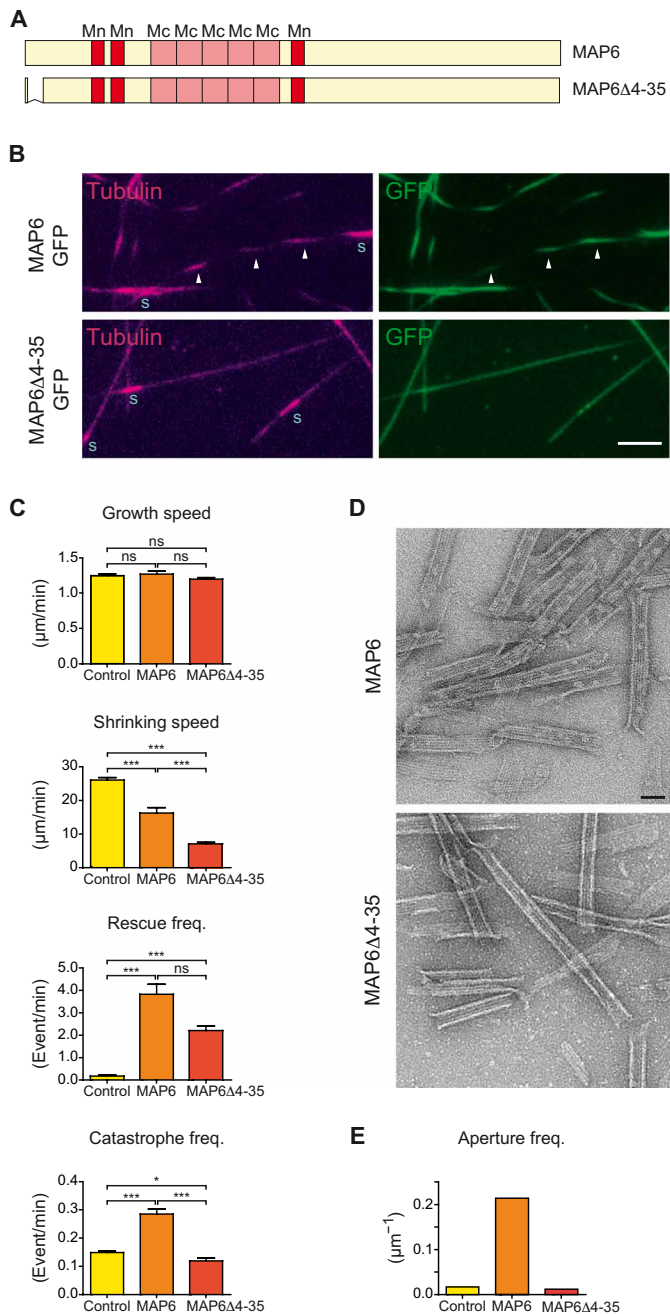 A
Mn Mn Mc Mc Mc Mc Mc Mn
MAP6
MAP6Δ4-35
B
MAP6
GFP
Tubulin
s
s
GFP
MAP6Δ4-35
GFP
Tubulin
s
s
s
GFP
C
Growth speed
ns
ns ns
(µm/min)
1.5
1.0
0.5
0.0
Control MAP6 MAP6Δ4-35
Shrinking speed
***
*** ***
(µm/min)
30
20
10
0
Control MAP6 MAP6Δ4-35
Rescue freq.
***
*** ns
(Event/min)
5.0
4.0
3.0
2.0
1.0
0.0
Control MAP6 MAP6Δ4-35
Catastrophe freq.
*
*** ***
(Event/min)
0.4
0.3
0.2
0.1
0.0
Control MAP6 MAP6Δ4-35
D
MAP6
MAP6Δ4-35
E
Aperture freq.
(µm⁻¹)
0.2
0.1
0
Control MAP6 MAP6Δ4-35